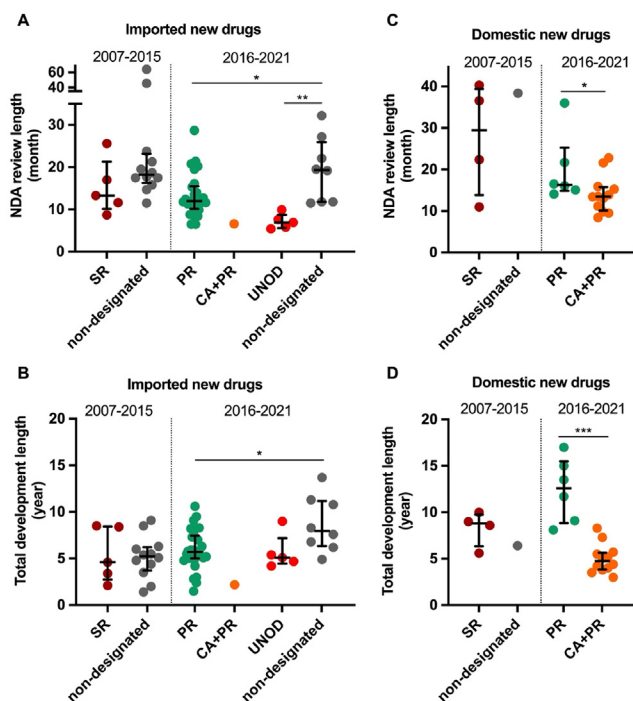 A
Imported new drugs
2007-2015
2016-2021
NDA review length
(month)
60
40
30
20
10
0
*
**
SR
non-designated
PR
CA+PR
UNOD
non-designated
C
Domestic new drugs
2007-2015
2016-2021
NDA review length
(month)
40
30
20
10
0
*
SR
non-designated
PR
CA+PR
B
Imported new drugs
2007-2015
2016-2021
Total development length
(year)
20
15
10
5
0
*
SR
non-designated
PR
CA+PR
UNOD
non-designated
D
Domestic new drugs
2007-2015
2016-2021
Total development length
(year)
20
15
10
5
0
***
SR
non-designated
PR
CA+PR